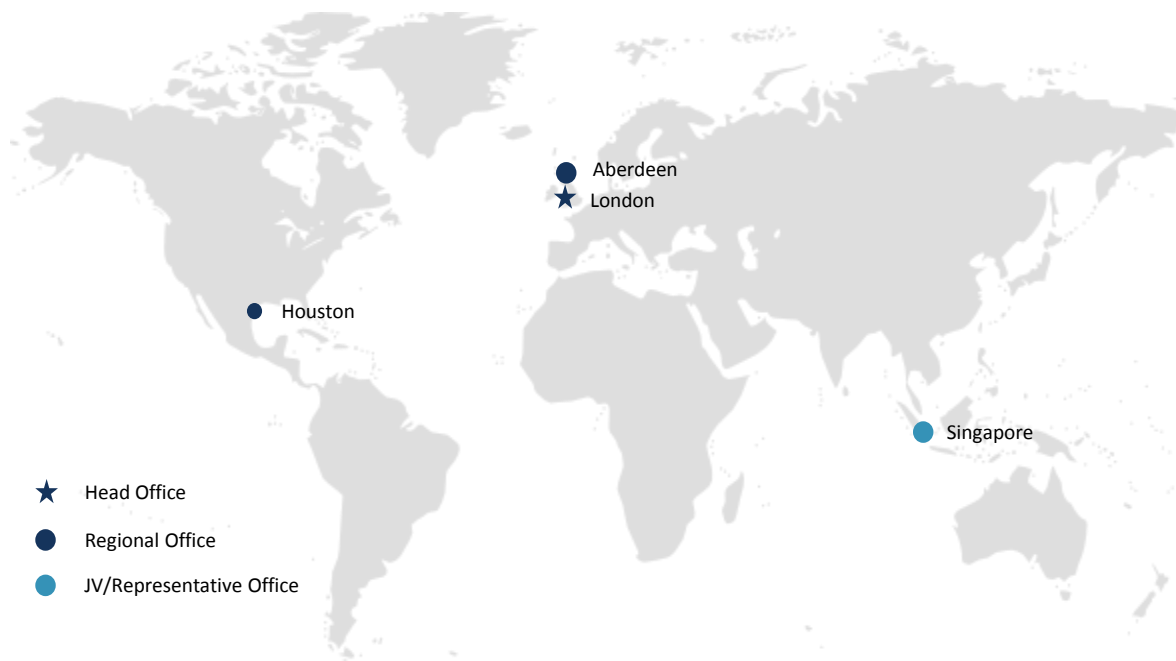 Aberdeen
London
Houston
Singapore
Head Office
Regional Office
JV/Representative Office